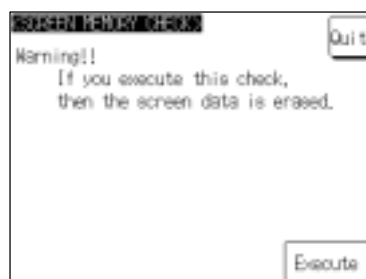 <SCREEN MEMORY CHECK>
Quit
Warning!!
If you execute this check,
then the screen data is erased.
Execute